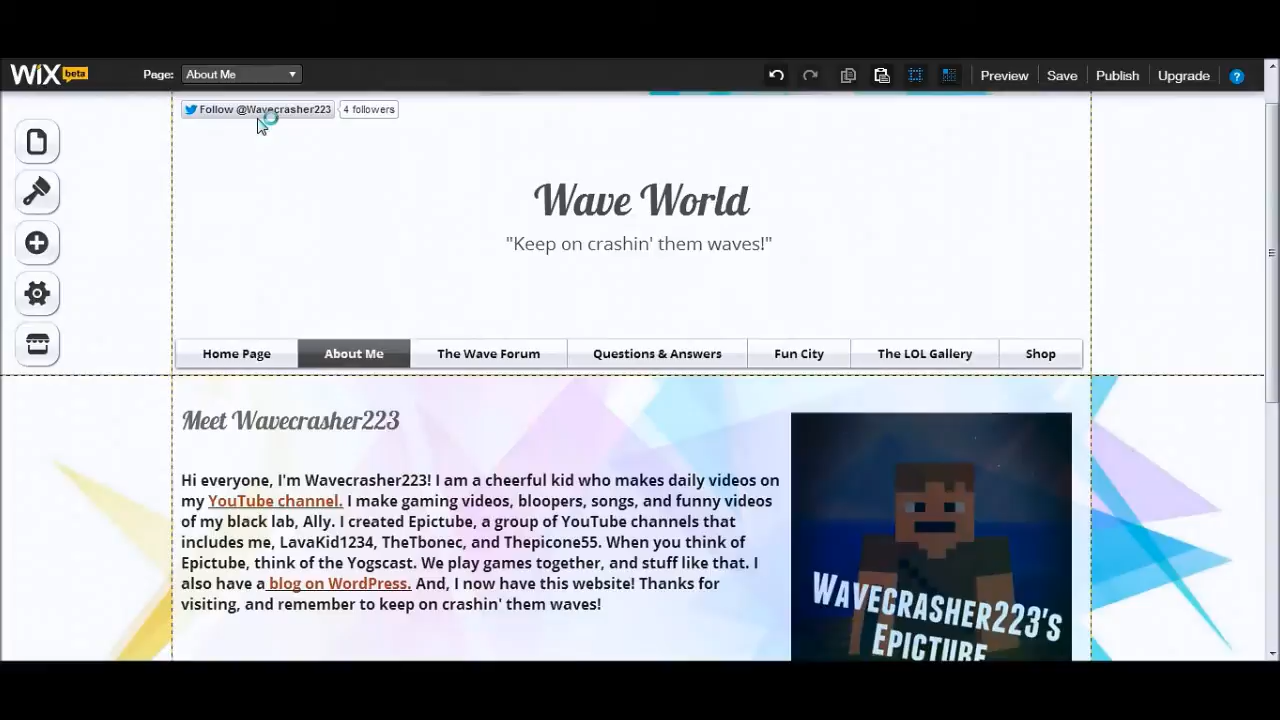 WiX beta Page: About Me Preview Save Publish Upgrade ?
Follow @Wavecrasher223 4 followers
Wave World
"Keep on crashin' them waves!"
Home Page About Me The Wave Forum Questions & Answers Fun City The LOL Gallery Shop
Meet Wavecrasher223
Hi everyone, I'm Wavecrasher223! I am a cheerful kid who makes daily videos on
my YouTube channel. I make gaming videos, bloopers, songs, and funny videos
of my black lab, Ally. I created Epictube, a group of YouTube channels that
includes me, LavaKid1234, TheTbonec, and Thepicone55. When you think of
Epictube, think of the Yogscast. We play games together, and stuff like that. I
also have a blog on WordPress. And, I now have this website! Thanks for
visiting, and remember to keep on crashin' them waves!
WAVECRASHER223'S
EPICTUBE